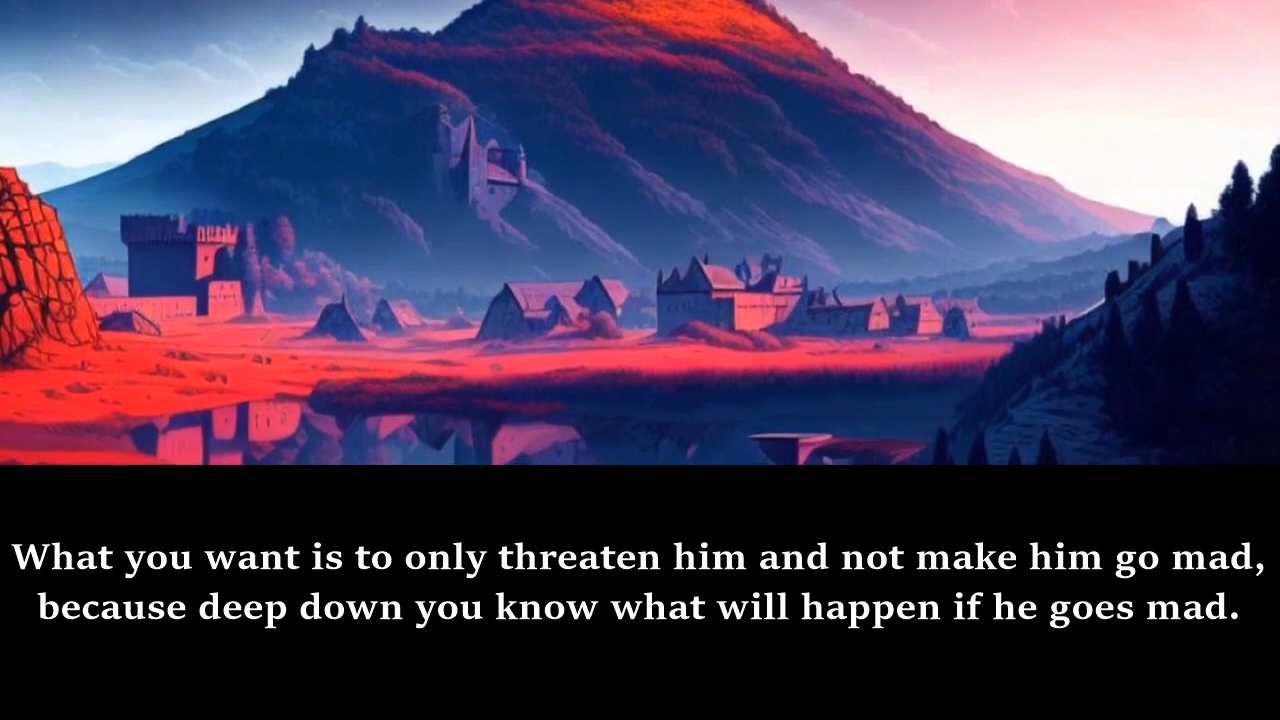 What you want is to only threaten him and not make him go mad,
because deep down you know what will happen if he goes mad.